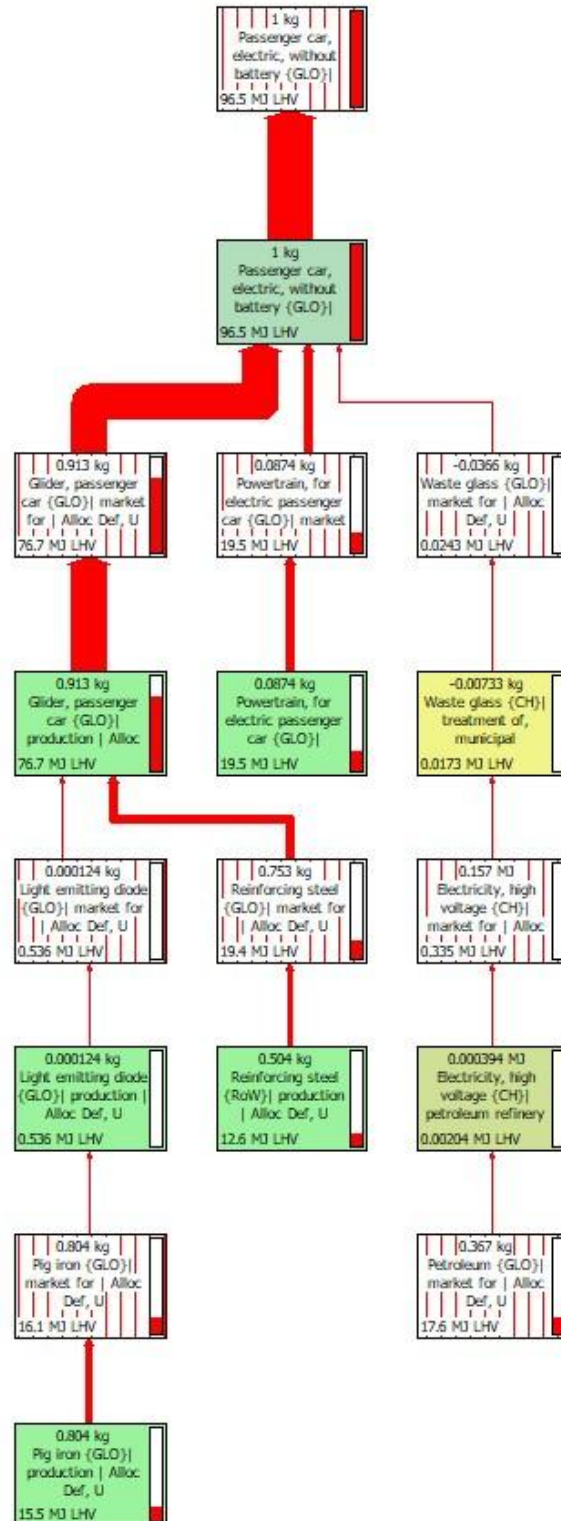 1 kg
Passenger car,
electric, without
battery {GLO}|
96.5 MJ LHV
1 kg
Passenger car,
electric, without
battery {GLO}|
96.5 MJ LHV
0.913 kg
Glider, passenger
car {GLO}| market
for | Alloc Def, U
76.7 MJ LHV
0.0874 kg
Powertrain, for
electric passenger
car {GLO}| market
19.5 MJ LHV
-0.0366 kg
Waste glass {GLO}|
market for | Alloc
Def, U
0.0243 MJ LHV
0.913 kg
Glider, passenger
car {GLO}|
production | Alloc
76.7 MJ LHV
0.0874 kg
Powertrain, for
electric passenger
car {GLO}|
19.5 MJ LHV
-0.00733 kg
Waste glass {CH}|
treatment of,
municipal
0.0173 MJ LHV
0.000124 kg
Light emitting diode
{GLO}| market for
| Alloc Def, U
0.536 MJ LHV
0.753 kg
Reinforcing steel
{GLO}| market for
| Alloc Def, U
19.4 MJ LHV
0.157 MJ
Electricity, high
voltage {CH}|
market for | Alloc
0.335 MJ LHV
0.000124 kg
Light emitting diode
{GLO}| production |
Alloc Def, U
0.536 MJ LHV
0.504 kg
Reinforcing steel
{RoW}| production
| Alloc Def, U
12.6 MJ LHV
0.000394 MJ
Electricity, high
voltage {CH}|
petroleum refinery
0.00204 MJ LHV
0.804 kg
Pig iron {GLO}|
market for | Alloc
Def, U
16.1 MJ LHV
0.367 kg
Petroleum {GLO}|
market for | Alloc
Def, U
17.6 MJ LHV
0.804 kg
Pig iron {GLO}|
production | Alloc
Def, U
15.5 MJ LHV